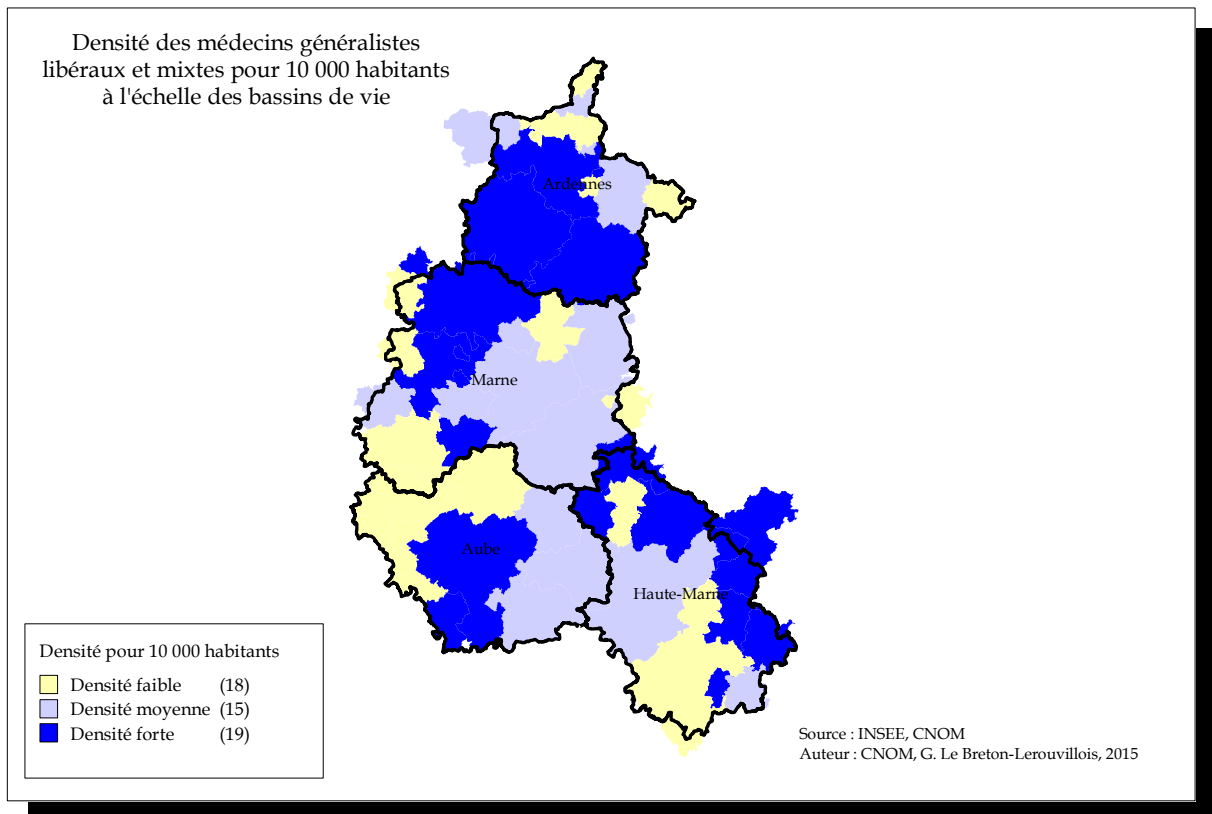 Densité des médecins généralistes
libéraux et mixtes pour 10 000 habitants
à l'échelle des bassins de vie
Ardennes
Marne
Aube
Haute-Marne
Densité pour 10 000 habitants
Densité faible (18)
Densité moyenne (15)
Densité forte (19)
Source : INSEE, CNOM
Auteur : CNOM, G. Le Breton-Lerouvillois, 2015